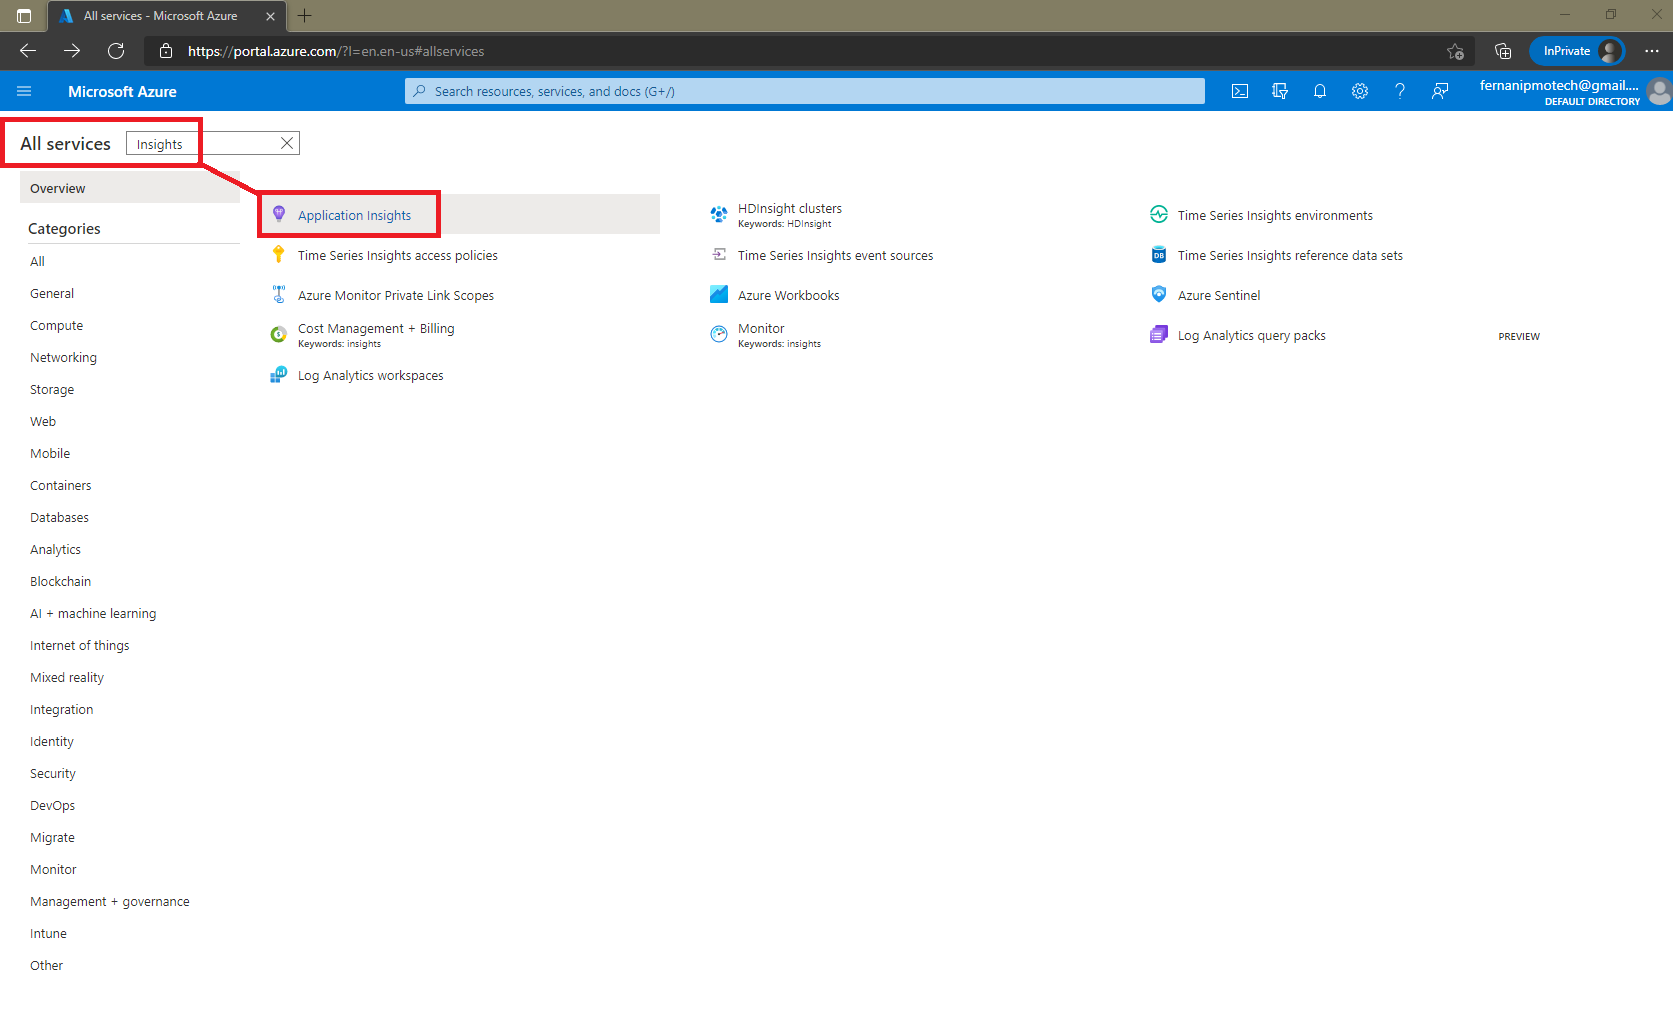 All services - Microsoft Azure
https://portal.azure.com/?l=en.en-us#allservices
InPrivate
Microsoft Azure
Search resources, services, and docs (G+/)
fernanipmotech@gmail....
DEFAULT DIRECTORY
All services
Insights
Overview
Categories
All
General
Compute
Networking
Storage
Web
Mobile
Containers
Databases
Analytics
Blockchain
AI + machine learning
Internet of things
Mixed reality
Integration
Identity
Security
DevOps
Migrate
Monitor
Management + governance
Intune
Other
Application Insights
HDInsight clusters
Keywords: HDInsight
Time Series Insights environments
Time Series Insights access policies
Time Series Insights event sources
Time Series Insights reference data sets
Azure Monitor Private Link Scopes
Azure Workbooks
Azure Sentinel
Cost Management + Billing
Keywords: insights
Monitor
Keywords: insights
Log Analytics query packs
PREVIEW
Log Analytics workspaces